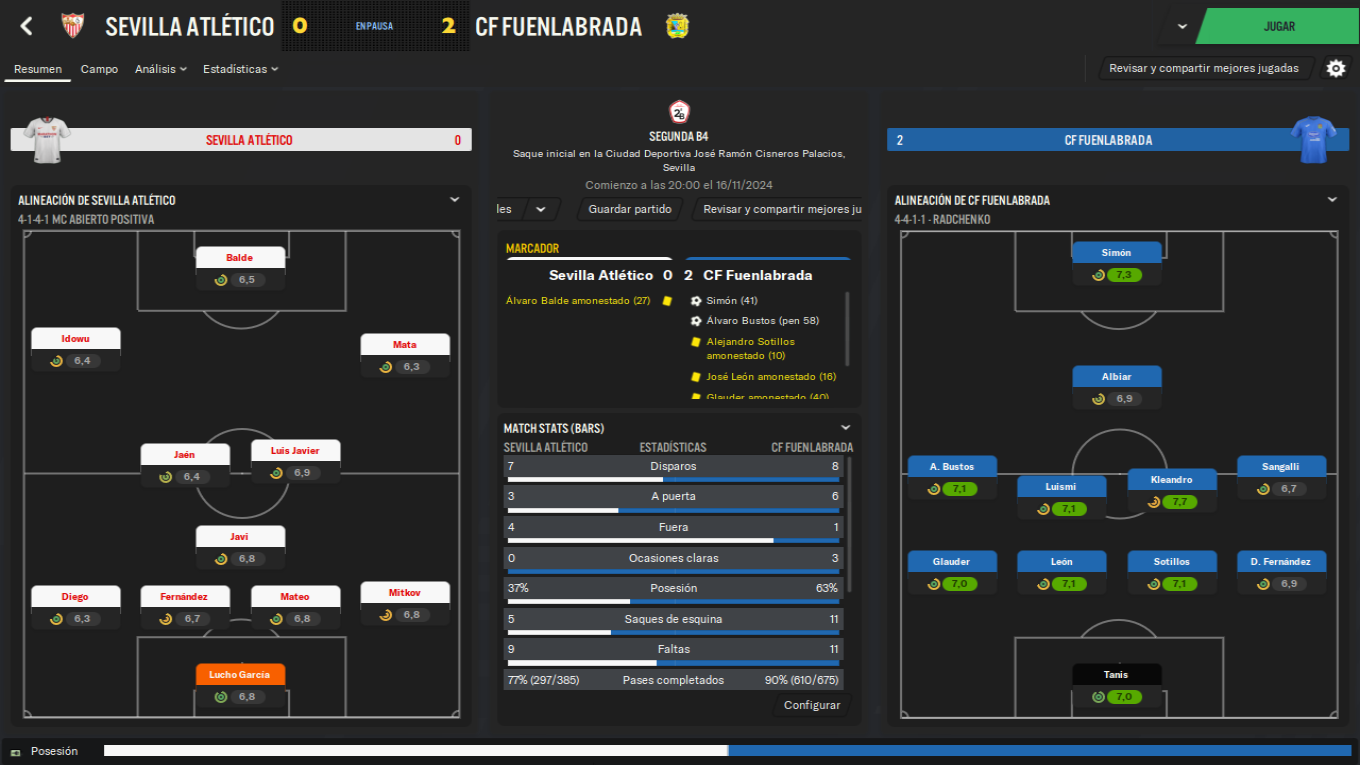 SEVILLA ATLÉTICO 0 EN PAUSA 2 CF FUENLABRADA
JUGAR
Resumen Campo Análisis Estadísticas
Revisar y compartir mejores jugadas
SEVILLA ATLÉTICO 0
ALINEACIÓN DE SEVILLA ATLÉTICO
4-1-4-1 MC ABIERTO POSITIVA
Balde
6,5
Idowu
6,4
Mata
6,3
Jaén
6,4
Luis Javier
6,9
Javi
6,8
Diego
6,3
Fernández
6,7
Mateo
6,8
Mitkov
6,8
Lucho García
6,8
2ªB
SEGUNDA B4
Saque inicial en la Ciudad Deportiva José Ramón Cisneros Palacios,
Sevilla
Comienzo a las 20:00 el 16/11/2024
les Guardar partido Revisar y compartir mejores ju
MARCADOR
Sevilla Atlético 0 2 CF Fuenlabrada
Álvaro Balde amonestado (27)
Simón (41)
Álvaro Bustos (pen 58)
Alejandro Sotillos
amonestado (10)
José León amonestado (16)
Glauder amonestado (40)
MATCH STATS (BARS)
SEVILLA ATLÉTICO ESTADÍSTICAS CF FUENLABRADA
7 Disparos 8
3 A puerta 6
4 Fuera 1
0 Ocasiones claras 3
37% Posesión 63%
5 Saques de esquina 11
9 Faltas 11
77% (297/385) Pases completados 90% (610/675)
Configurar
2 CF FUENLABRADA
ALINEACIÓN DE CF FUENLABRADA
4-4-1-1 - RADCHENKO
Simón
7,3
Albiar
6,9
A. Bustos
7,1
Luismi
7,1
Kleandro
7,7
Sangalli
6,7
Glauder
7,0
León
7,1
Sotillos
7,1
D. Fernández
6,9
Tanis
7,0
Posesión